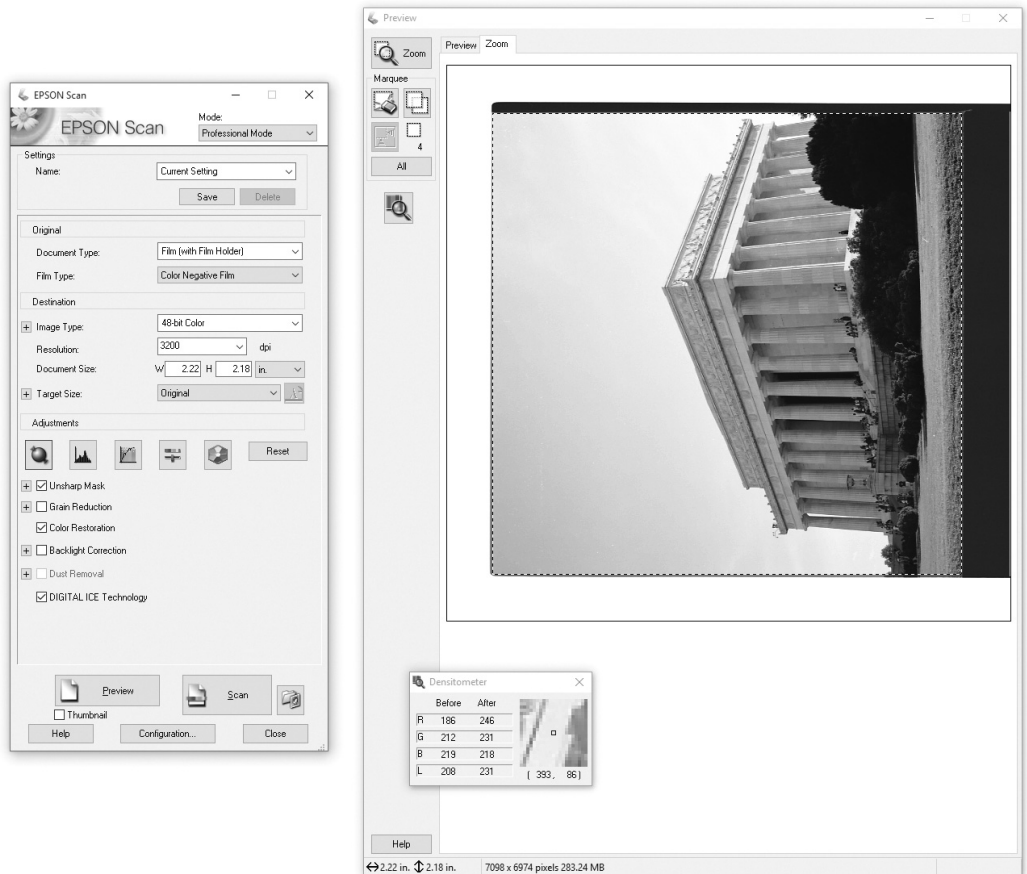 EPSON Scan
EPSON Scan
Mode:
Professional Mode
Settings
Name:
Current Setting
Save
Delete
Original
Document Type:
Film (with Film Holder)
Film Type:
Color Negative Film
Destination
Image Type:
48-bit Color
Resolution:
3200
dpi
Document Size:
W 2.22 H 2.18 in.
Target Size:
Original
Adjustments
Reset
Unsharp Mask
Grain Reduction
Color Restoration
Backlight Correction
Dust Removal
DIGITAL ICE Technology
Preview
Scan
Thumbnail
Help
Configuration...
Close
Preview
Zoom
Preview
Zoom
Marquee
4
All
Densitometer
Before After
R 186 246
G 212 231
B 219 218
L 208 231
( 393, 86)
Help
2.22 in. 2.18 in. 7098 x 6974 pixels 283.24 MB